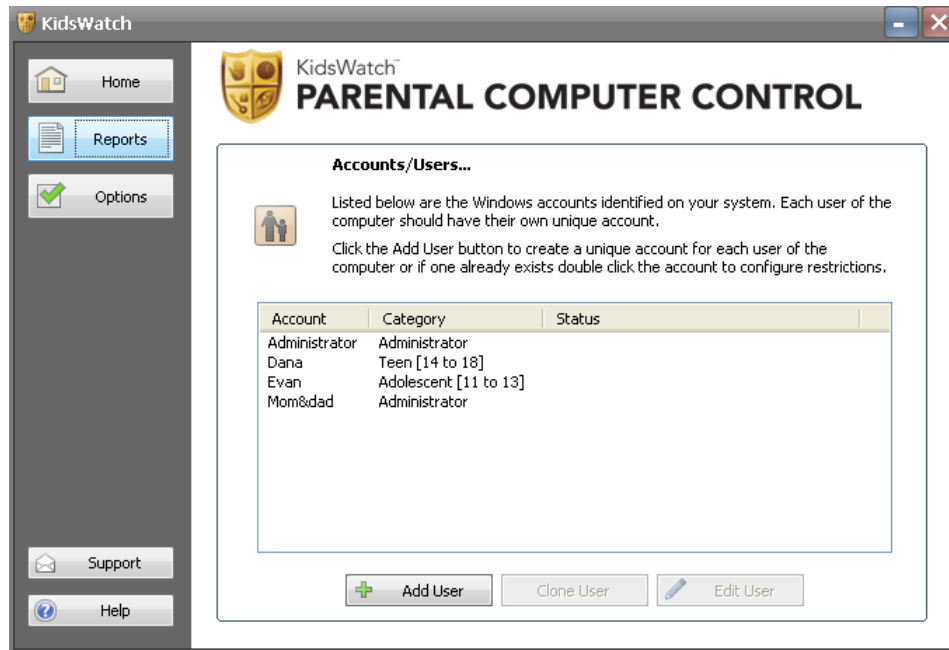 KidsWatch
Home
Reports
Options
Support
Help
KidsWatch™
PARENTAL COMPUTER CONTROL
Accounts/Users...
Listed below are the Windows accounts identified on your system. Each user of the
computer should have their own unique account.
Click the Add User button to create a unique account for each user of the
computer or if one already exists double click the account to configure restrictions.
Account Category Status
Administrator Administrator
Dana Teen [14 to 18]
Evan Adolescent [11 to 13]
Mom&dad Administrator
Add User Clone User Edit User